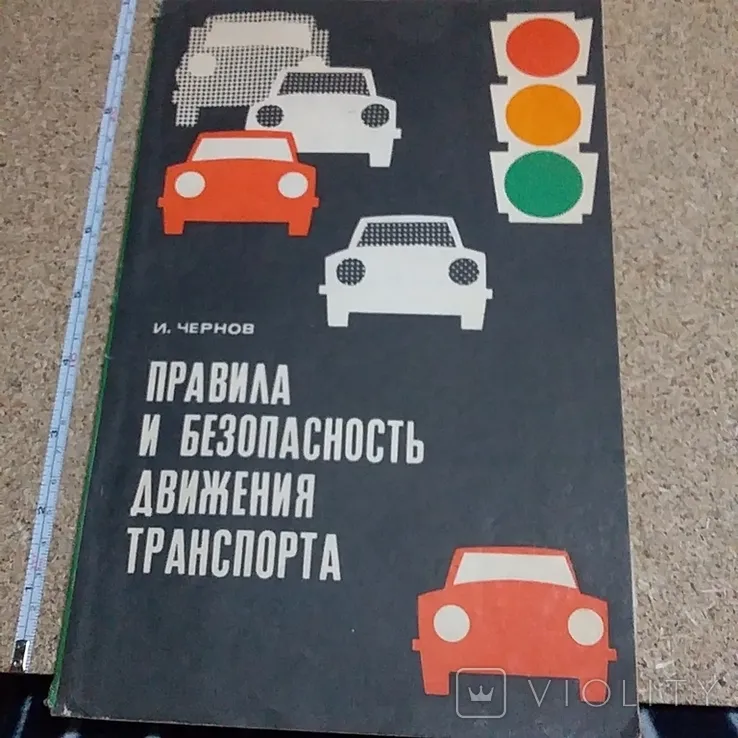 И. ЧЕРНОВ
ПРАВИЛА
И БЕЗОПАСНОСТЬ
ДВИЖЕНИЯ
ТРАНСПОРТА
VIOLITY